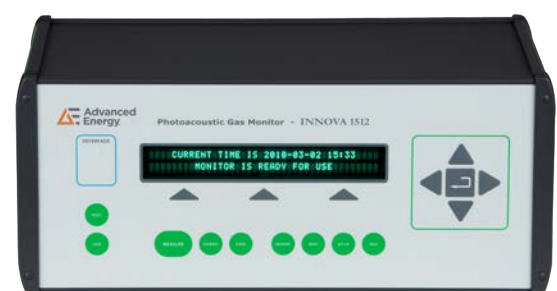 Advanced
Energy
Photoacoustic Gas Monitor - INNOVA 1512
INTERFACE
CURRENT TIME IS 2018-03-02 15:33
MONITOR IS READY FOR USE
MEASURE